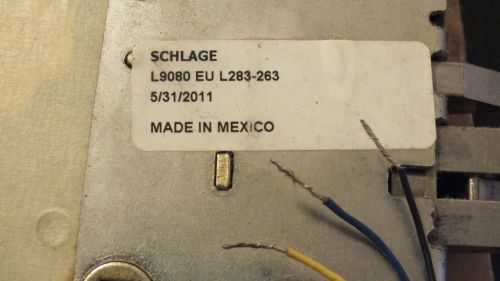 SCHLAGE
L9080 EU L283-263
5/31/2011
MADE IN MEXICO